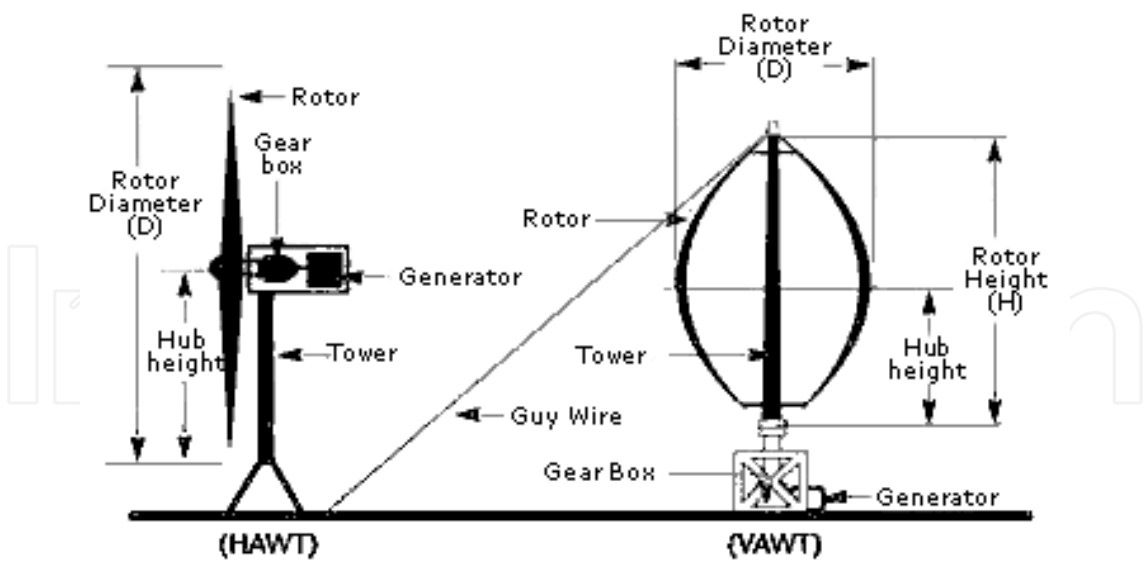 Rotor
Diameter
(D)
Rotor
Gear
box
Rotor
Diameter
(D)
Generator
Hub
height
Tower
(HAWT)
Rotor
Guy Wire
Tower
Rotor
Height
(H)
Hub
height
Gear Box
Generator
(VAWT)